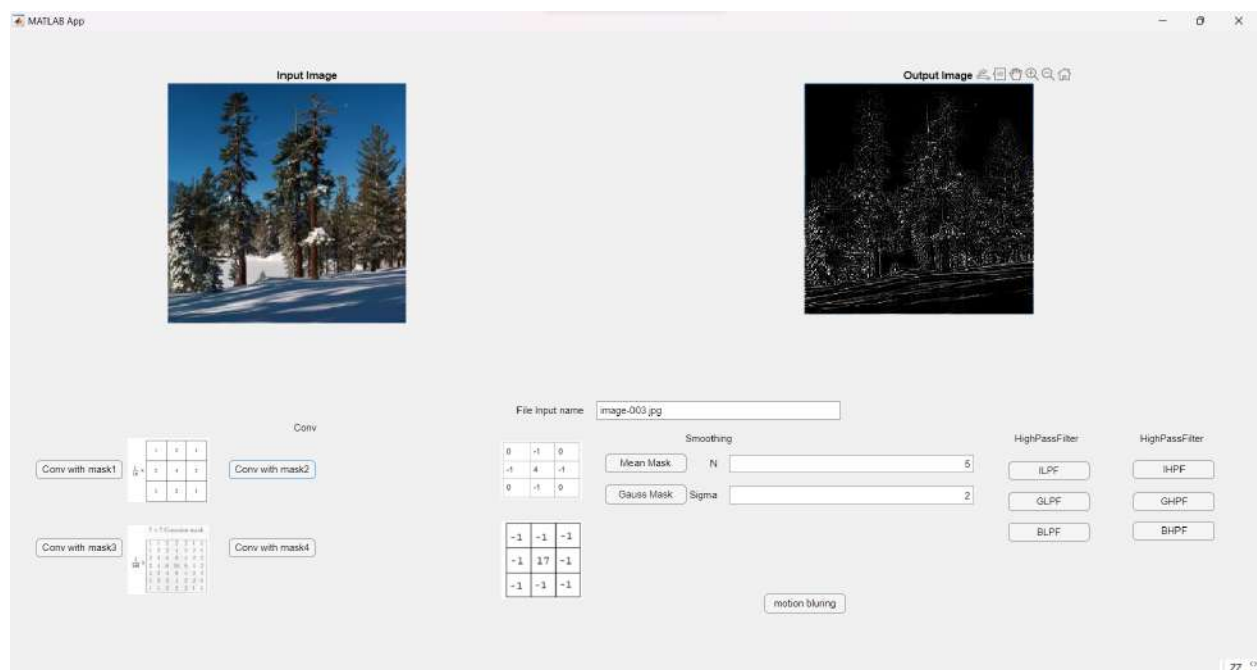 MATLAB App
Input Image
Output Image
File Input name image-003.jpg
Conv
Smoothing
HighPassFilter HighPassFilter
Conv with mask1 Conv with mask2
0 -1 0
-1 4 -1
0 -1 0
Mean Mask N 5
ILPF IHPF
Gauss Mask Sigma 2
GLPF GHPF
BLPF BHPF
Conv with mask3 Conv with mask4
-1 -1 -1
-1 17 -1
-1 -1 -1
motion bluring
77